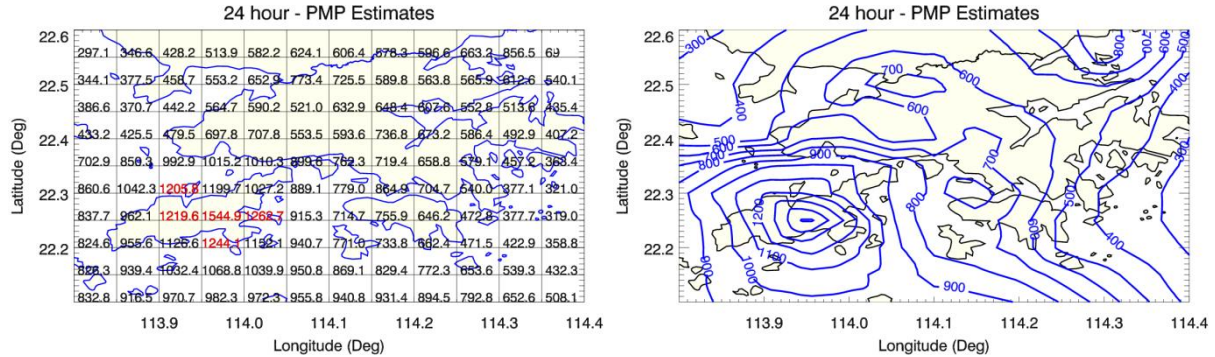 24 hour - PMP Estimates
22.6
297.1 346.6 428.2 513.9 582.2 624.1 606.4 678.3 596.6 663.3 856.5
344.1 377.5 458.7 553.2 652.9 773.4 725.5 589.8 563.8 565.9 612.6 540.1
22.5
386.6 370.7 442.2 564.7 590.2 521.0 632.9 648.4 607.6 552.8 513.6 435.4
22.4
433.2 425.5 479.5 697.8 707.8 553.5 593.6 736.8 673.2 586.4 492.9 407.2
702.9 850.3 992.9 1015.2 1010.3 899.6 762.3 719.4 658.8 579.1 457.2 368.4
22.3
860.6 1042.3 1205.8 1199.7 1027.2 889.1 779.0 864.9 704.7 540.0 377.1 321.0
837.7 962.1 1219.6 1544.9 1268.7 915.3 714.7 755.9 646.2 472.8 377.7 319.0
22.2
824.6 955.6 1126.6 1244.1 1152.1 940.7 771.0 733.8 662.4 471.5 422.9 358.8
826.3 939.4 1032.4 1068.8 1039.9 950.8 869.1 829.4 772.3 653.6 539.3 432.3
832.8 916.5 970.7 982.3 972.3 955.8 940.8 931.4 894.5 792.8 652.6 508.1
113.9 114.0 114.1 114.2 114.3 114.4
Longitude (Deg)
Latitude (Deg)
24 hour - PMP Estimates
22.6
22.5
22.4
22.3
22.2
300
400
700
600
600
800
700
600
500
400
500
600
800
900
700
800
500
600
400
1200
1100
1000
900
900
800
300
113.9 114.0 114.1 114.2 114.3 114.4
Longitude (Deg)
Latitude (Deg)